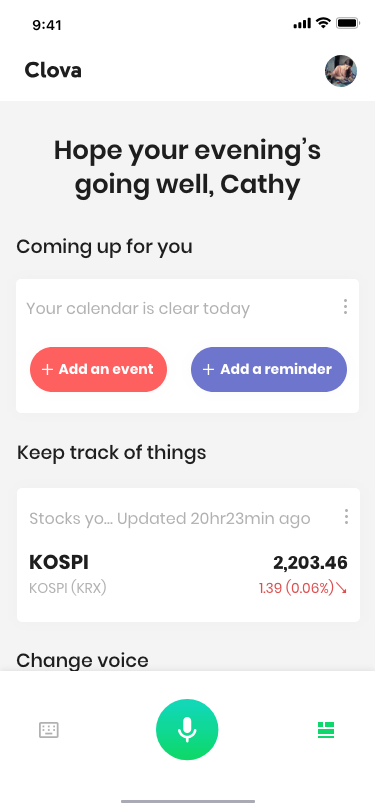 9:41
Clova
Hope your evening's
going well, Cathy
Coming up for you
Your calendar is clear today
+ Add an event
+ Add a reminder
Keep track of things
Stocks yo... Updated 20hr23min ago
KOSPI
2,203.46
KOSPI (KRX)
1.39 (0.06%)↘
Change voice